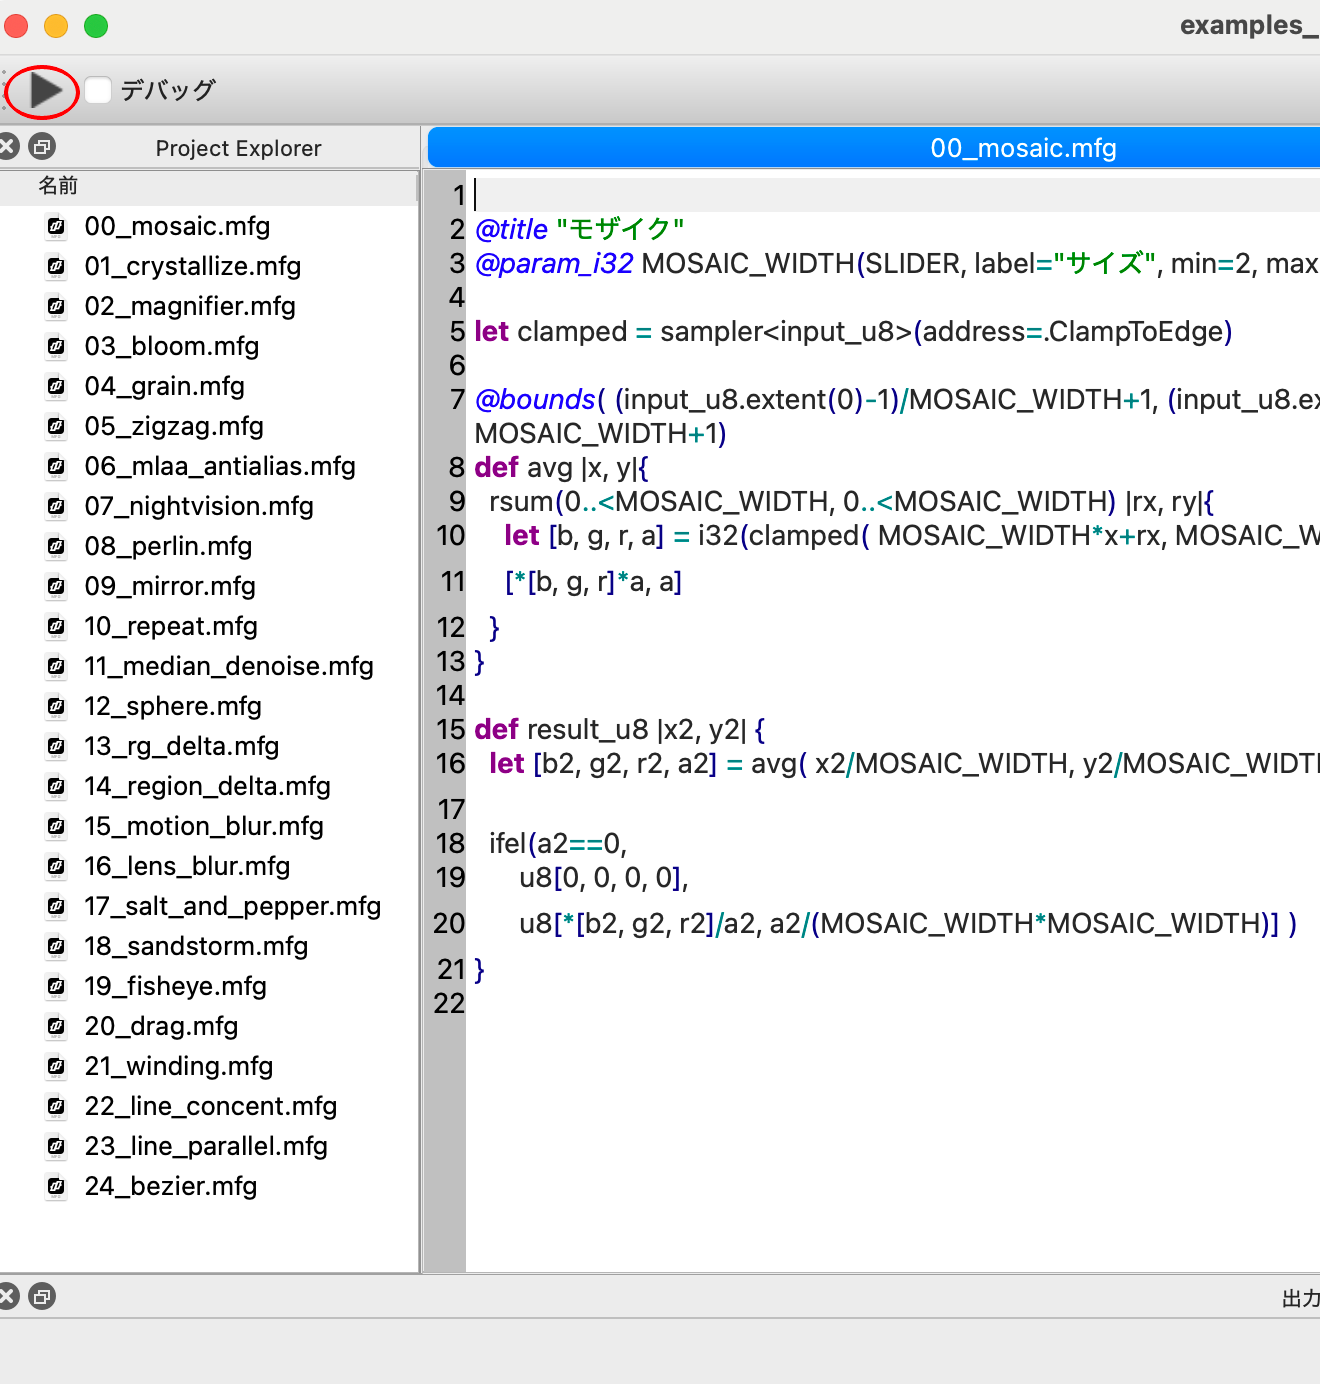 examples_
デバッグ
Project Explorer
名前
00_mosaic.mfg
01_crystallize.mfg
02_magnifier.mfg
03_bloom.mfg
04_grain.mfg
05_zigzag.mfg
06_mlaa_antialias.mfg
07_nightvision.mfg
08_perlin.mfg
09_mirror.mfg
10_repeat.mfg
11_median_denoise.mfg
12_sphere.mfg
13_rg_delta.mfg
14_region_delta.mfg
15_motion_blur.mfg
16_lens_blur.mfg
17_salt_and_pepper.mfg
18_sandstorm.mfg
19_fisheye.mfg
20_drag.mfg
21_winding.mfg
22_line_concent.mfg
23_line_parallel.mfg
24_bezier.mfg
00_mosaic.mfg
1
2 @title "モザイク"
3 @param_i32 MOSAIC_WIDTH(SLIDER, label="サイズ", min=2, max
4
5 let clamped = sampler<input_u8>(address=.ClampToEdge)
6
7 @bounds( (input_u8.extent(0)-1)/MOSAIC_WIDTH+1, (input_u8.ex
MOSAIC_WIDTH+1)
8 def avg |x, y|{
9 rsum(0..<MOSAIC_WIDTH, 0..<MOSAIC_WIDTH) |rx, ry|{
10 let [b, g, r, a] = i32(clamped( MOSAIC_WIDTH*x+rx, MOSAIC_W
11 [*[b, g, r]*a, a]
12 }
13 }
14
15 def result_u8 |x2, y2| {
16 let [b2, g2, r2, a2] = avg( x2/MOSAIC_WIDTH, y2/MOSAIC_WIDTH
17
18 ifel(a2==0,
19 u8[0, 0, 0, 0],
20 u8[*[b2, g2, r2]/a2, a2/(MOSAIC_WIDTH*MOSAIC_WIDTH)] )
21 }
22
出力